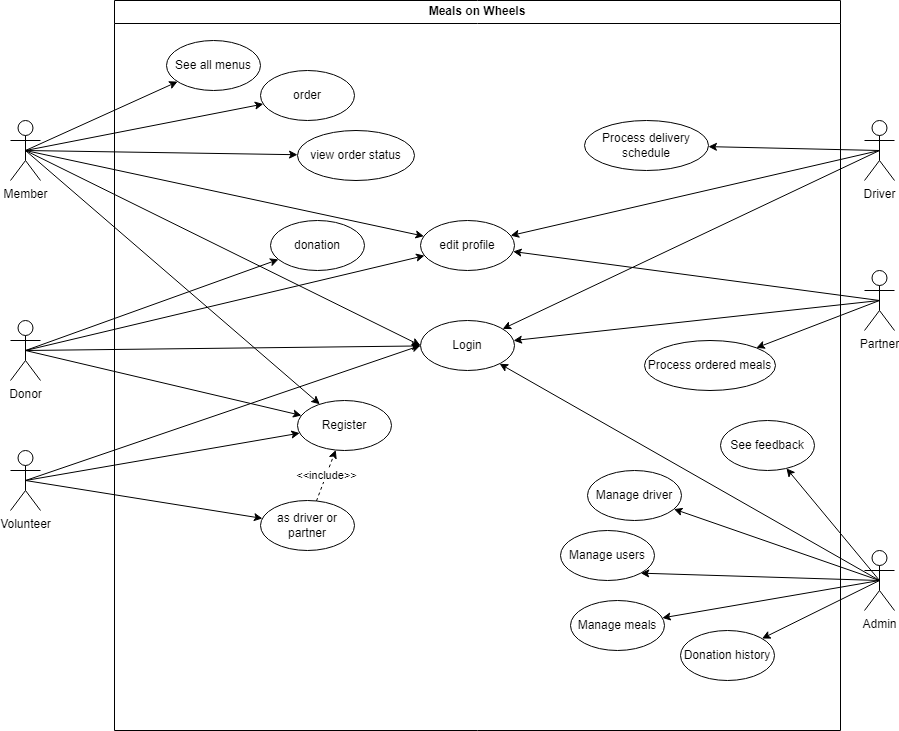 Meals on Wheels
See all menus
order
view order status
Process delivery
schedule
Member
Driver
donation
edit profile
Login
Partner
Process ordered meals
Donor
Register
See feedback
<<include>>
Manage driver
Volunteer
as driver or
partner
Manage users
Manage meals
Admin
Donation history